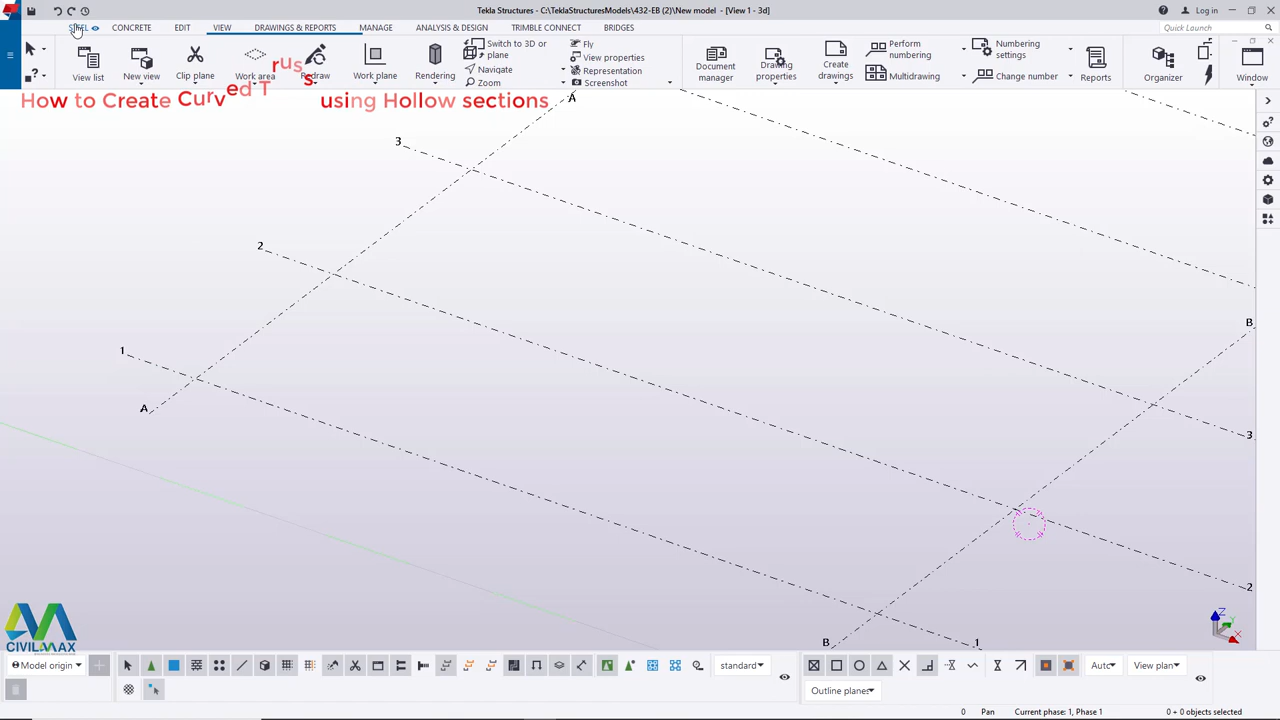 Tekla Structures - C:\TeklaStructuresModels\432-EB (2)\New model - [View 1 - 3d]
Log in
STEEL CONCRETE EDIT VIEW DRAWINGS & REPORTS MANAGE ANALYSIS & DESIGN TRIMBLE CONNECT BRIDGES
Quick Launch
View list
New view
Clip plane
Work area
Redraw
Work plane
Rendering
Switch to 3D or plane
Navigate
Zoom
Fly
View properties
Representation
Screenshot
Document manager
Drawing properties
Create drawings
Perform numbering
Multidrawing
Numbering settings
Change number
Reports
Organizer
Window
How to Create Curved Truss using Hollow sections
A
3
2
B
1
A
3
2
B
1
Z
CIVILMAX
Model origin
standard
Auto
View plan
Outline planes
0 Pan Current phase: 1, Phase 1 0 + 0 objects selected